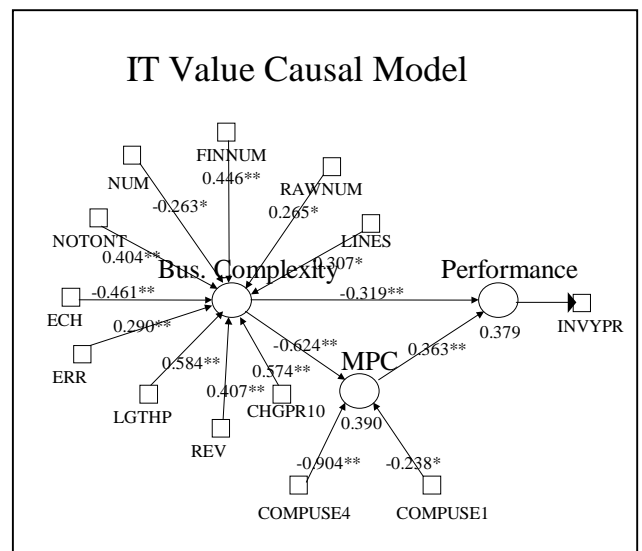 IT Value Causal Model
FINNUM
0.446**
NUM
-0.263*
RAWNUM
0.265*
NOTONT
0.404**
LINES
0.307*
Bus. Complexity
Performance
ECH
-0.461**
-0.319**
INVYPR
0.379
ERR
0.290**
-0.624**
MPC
0.363**
LGTHP
0.584**
0.574**
REV
0.407**
CHGPR10
0.390
-0.904**
-0.238*
COMPUSE4
COMPUSE1